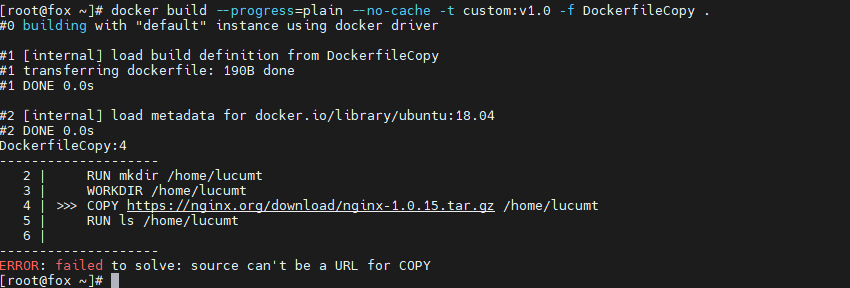 [root@fox ~]# docker build --progress=plain --no-cache -t custom:v1.0 -f DockerfileCopy .
#0 building with "default" instance using docker driver

#1 [internal] load build definition from DockerfileCopy
#1 transferring dockerfile: 190B done
#1 DONE 0.0s

#2 [internal] load metadata for docker.io/library/ubuntu:18.04
#2 DONE 0.0s
DockerfileCopy:4
--------------------
   2 |     RUN mkdir /home/lucumt
   3 |     WORKDIR /home/lucumt
   4 | >>> COPY https://nginx.org/download/nginx-1.0.15.tar.gz /home/lucumt
   5 |     RUN ls /home/lucumt
   6 |
--------------------
ERROR: failed to solve: source can't be a URL for COPY
[root@fox ~]#